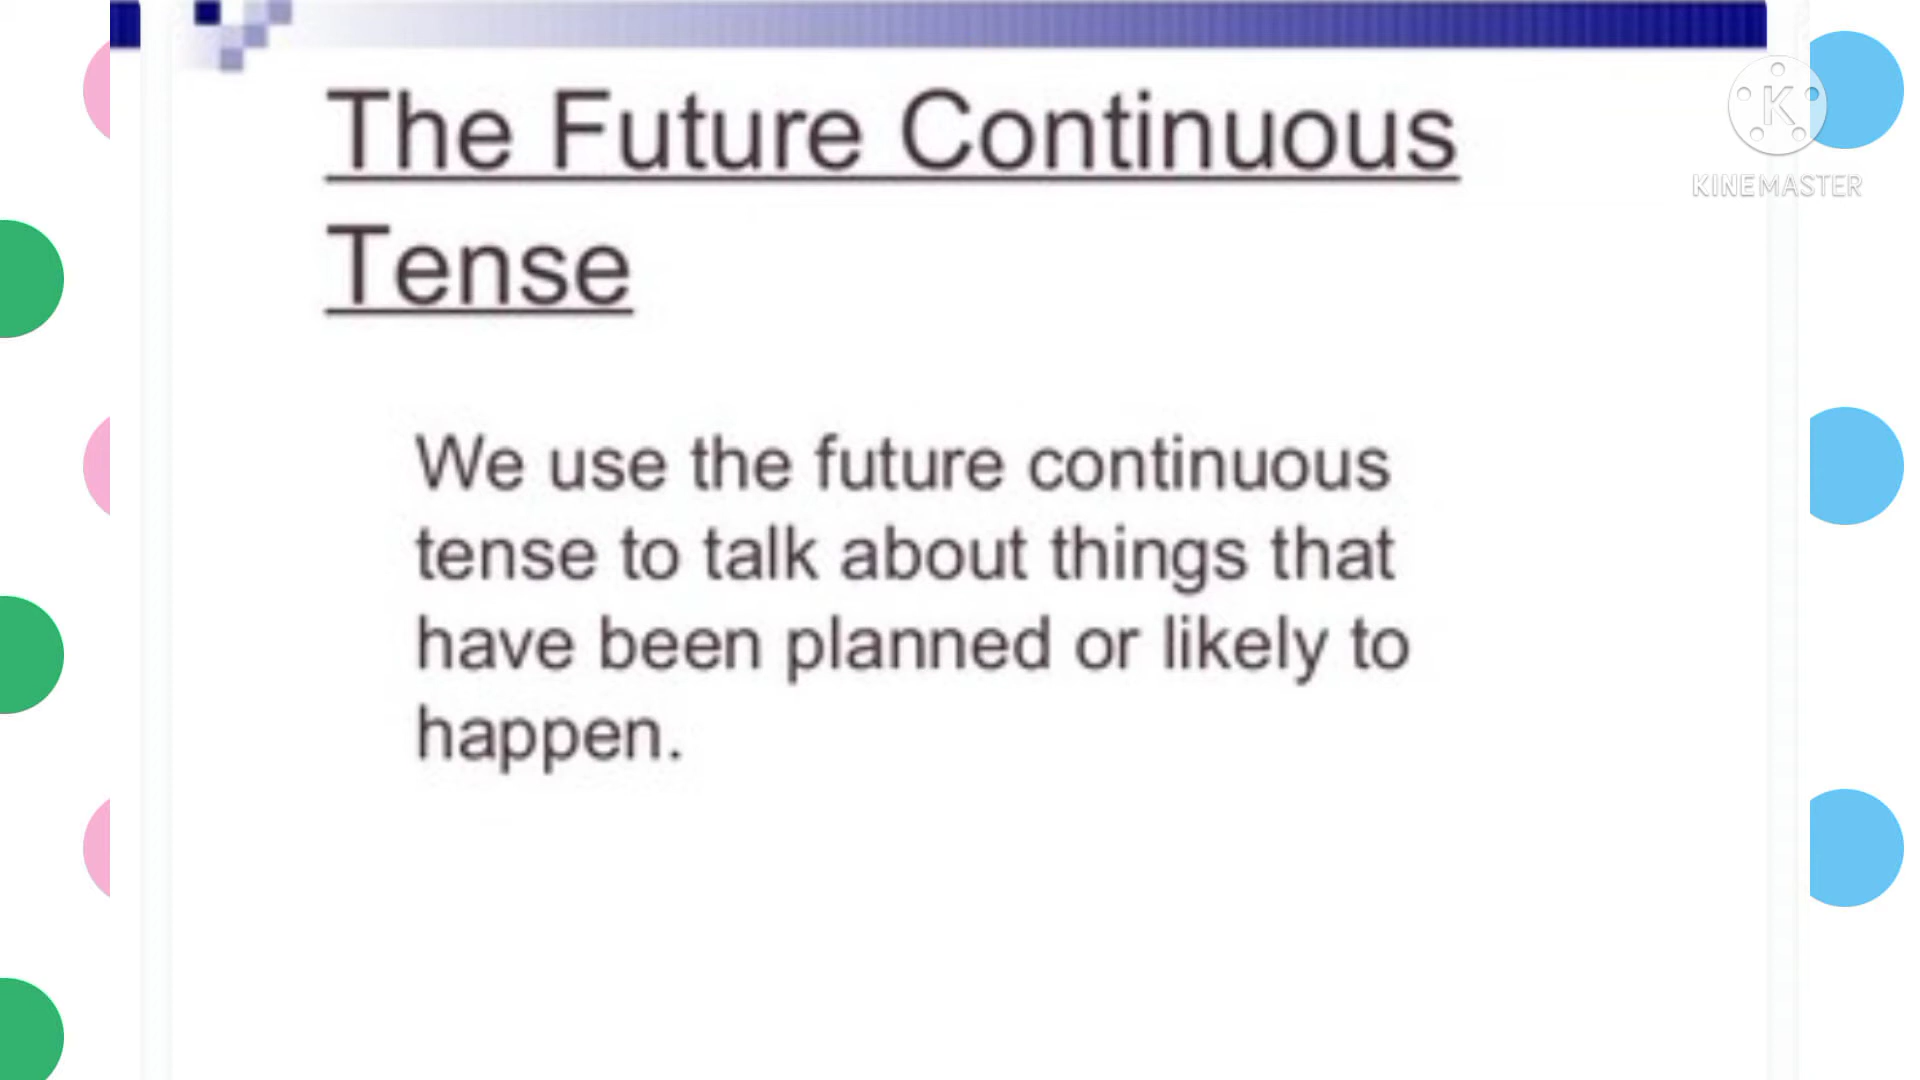 The Future Continuous
Tense
K
KINEMASTER
We use the future continuous
tense to talk about things that
have been planned or likely to
happen.